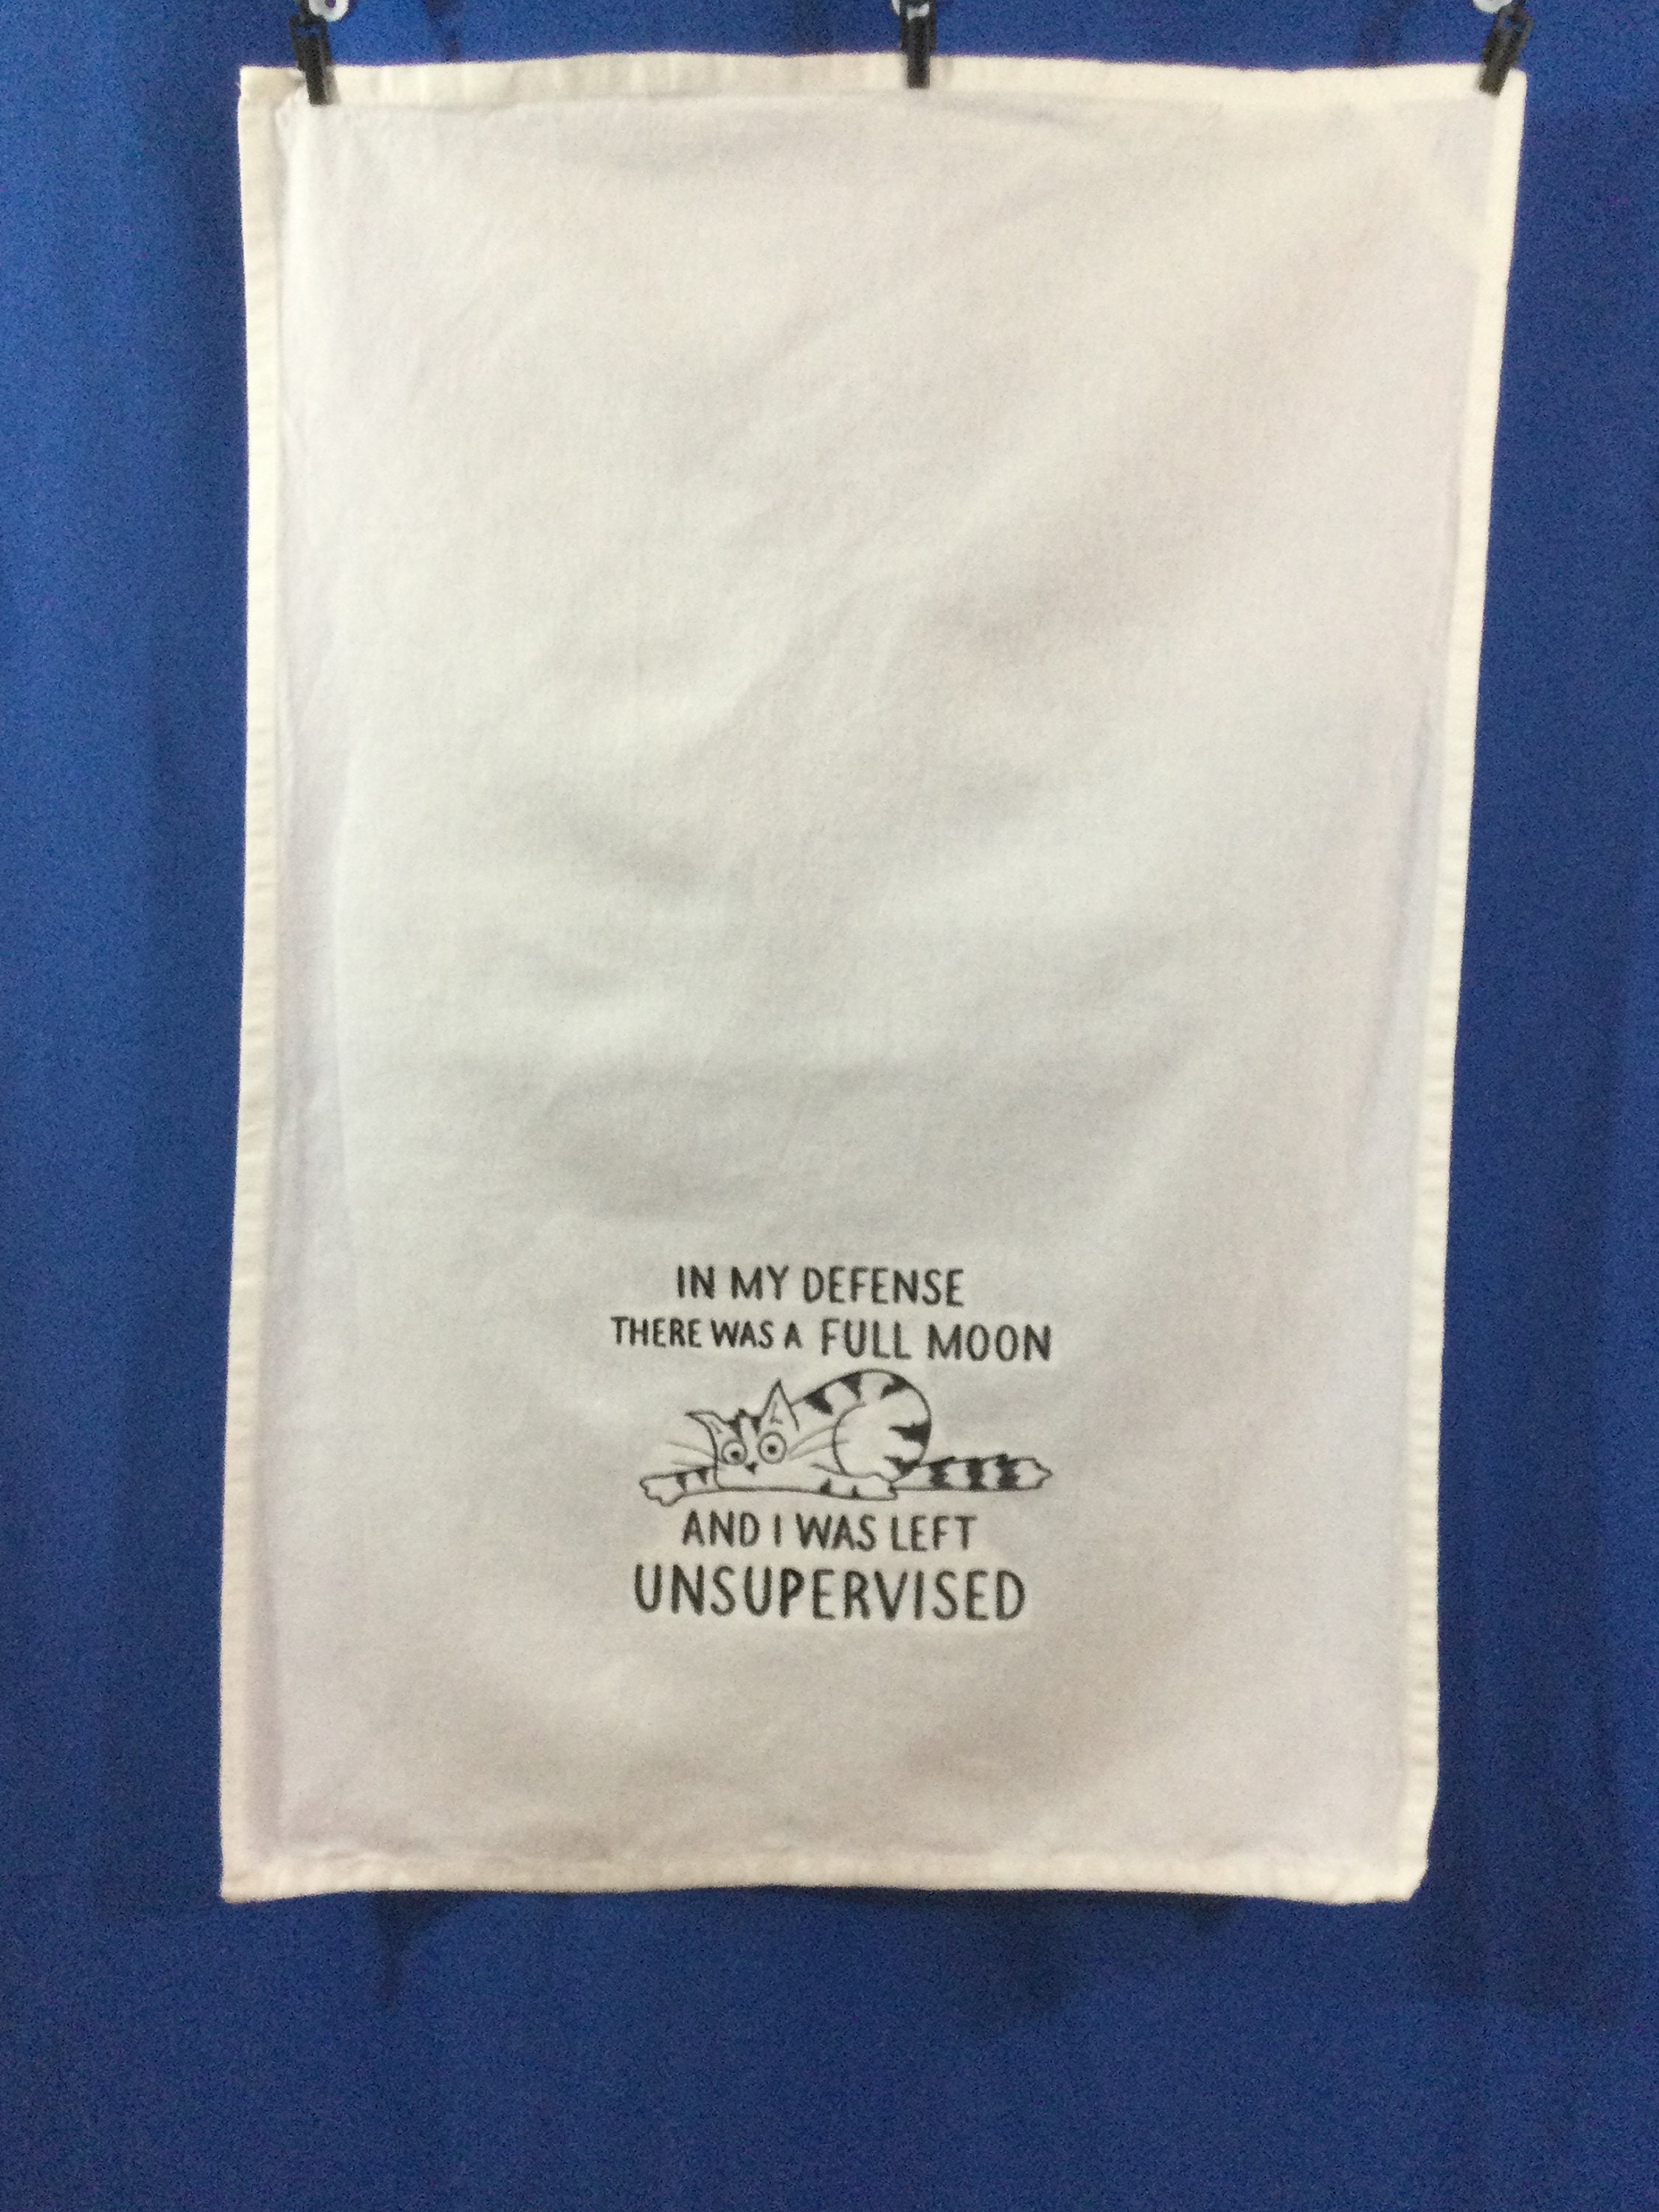 IN MY DEFENSE
THERE WAS A FULL MOON
AND I WAS LEFT
UNSUPERVISED